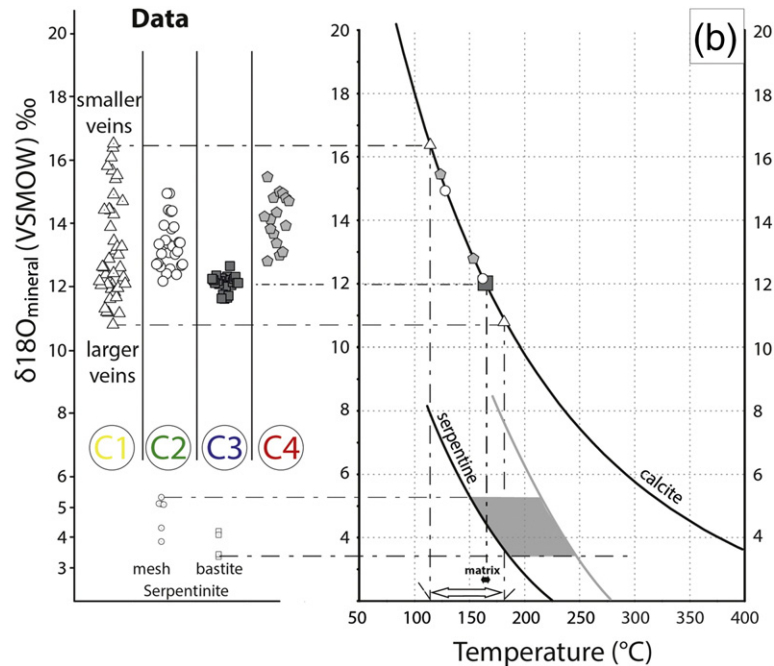 Data
(b)
δ18O mineral (VSMOW) ‰
20
18
16
14
12
10
8
6
5
4
3
smaller
veins
larger
veins
C1
C2
C3
C4
mesh
bastite
Serpentinite
20
18
16
14
12
10
8
6
4
20
18
16
14
12
10
8
6
4
serpentine
calcite
matrix
50
100
150
200
250
300
350
400
Temperature (°C)